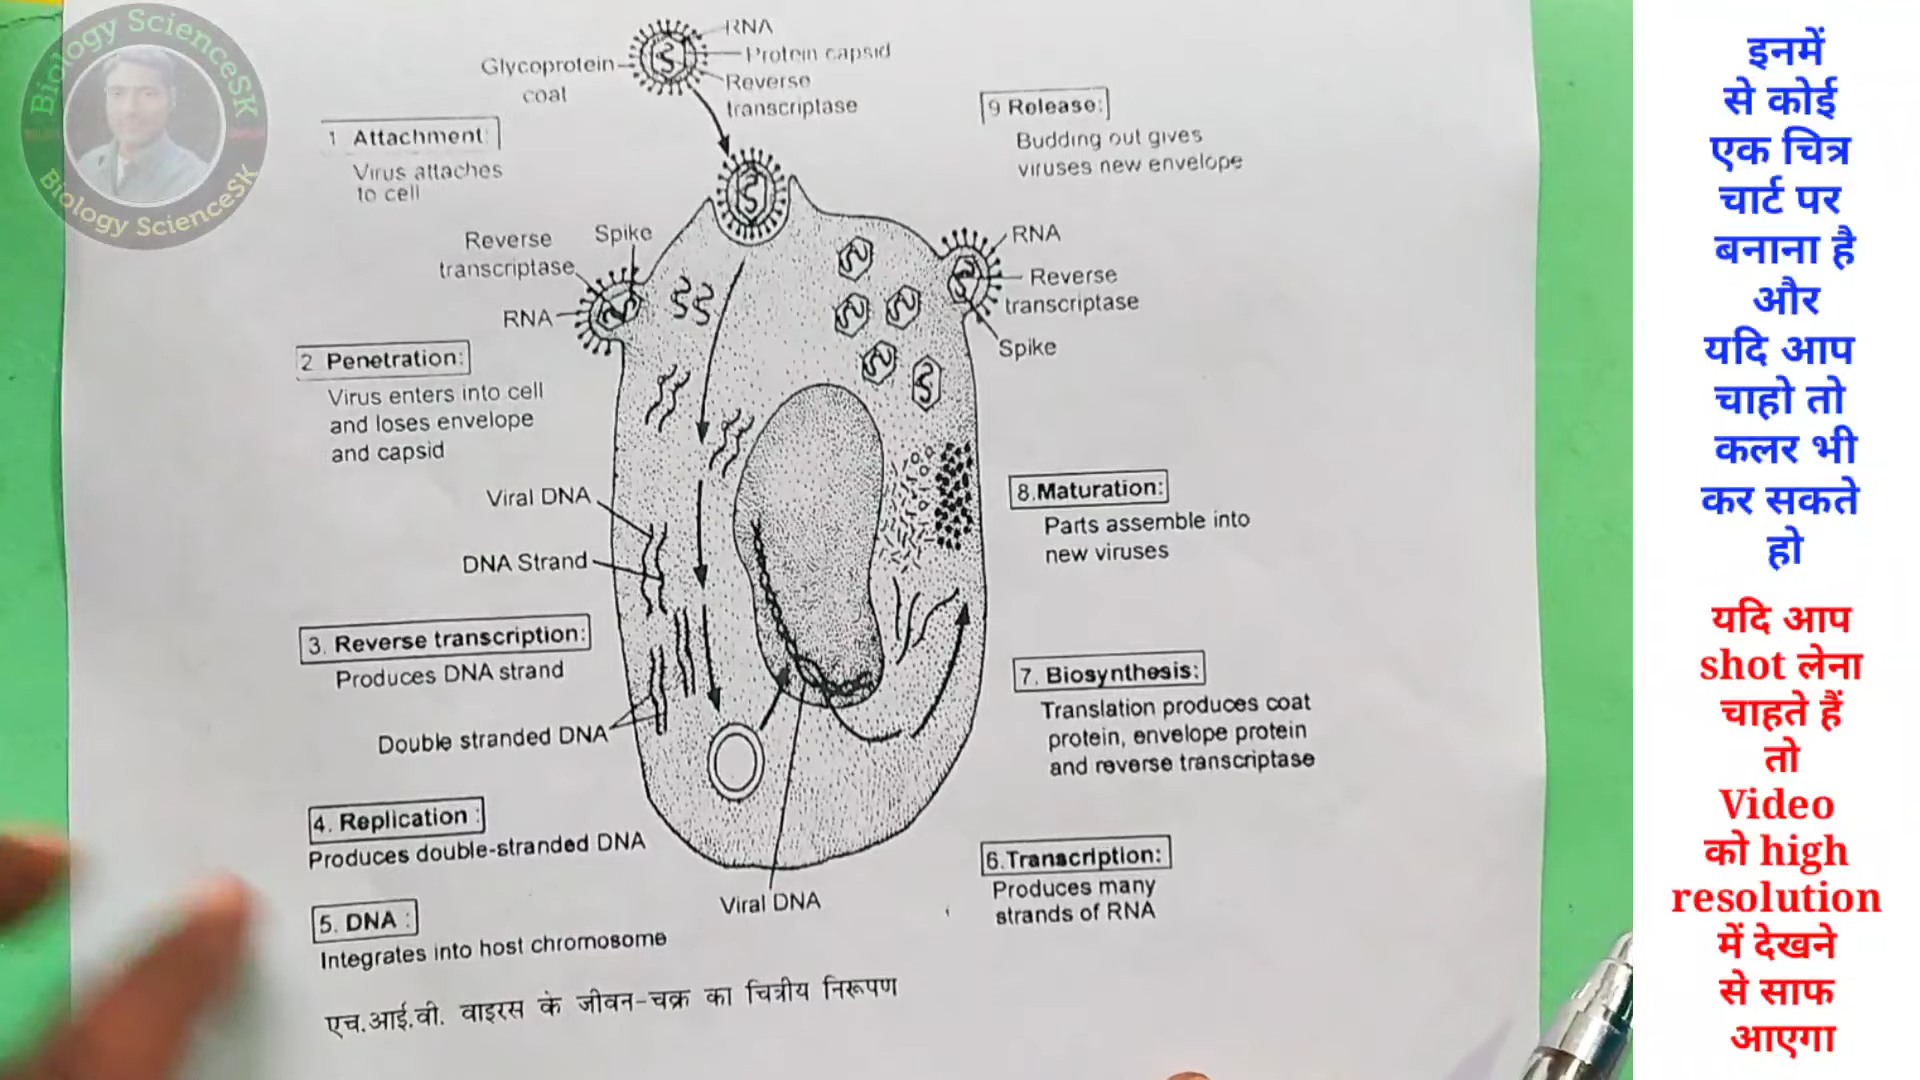 Biology ScienceSK
Biology ScienceSK
RNA
Protein capsid
Glycoprotein
coat
Reverse
transcriptase
1 Attachment:
Virus attaches
to cell
9 Release:
Budding out gives
viruses new envelope
Reverse
transcriptase
Spike
RNA
RNA
Reverse
transcriptase
Spike
2 Penetration:
Virus enters into cell
and loses envelope
and capsid
Viral DNA
DNA Strand
8.Maturation:
Parts assemble into
new viruses
3. Reverse transcription:
Produces DNA strand
Double stranded DNA
7. Biosynthesis:
Translation produces coat
protein, envelope protein
and reverse transcriptase
4. Replication :
Produces double-stranded DNA
6.Transcription:
Produces many
strands of RNA
Viral DNA
5. DNA :
Integrates into host chromosome
एच.आई.वी. वाइरस के जीवन-चक्र का चित्रीय निरूपण
इनमें
से कोई
एक चित्र
चार्ट पर
बनाना है
और
यदि आप
चाहो तो
कलर भी
कर सकते
हो
यदि आप
shot लेना
चाहते हैं
तो
Video
को high
resolution
में देखने
से साफ
आएगा